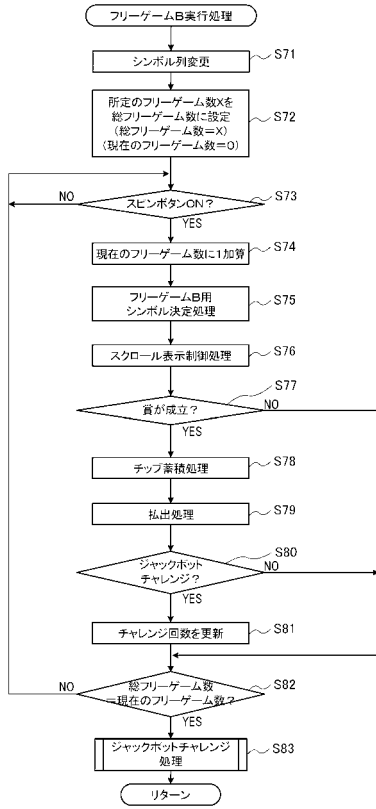 フリーゲームB実行処理
シンボル列変更
S71
所定のフリーゲーム数Xを
総フリーゲーム数に設定
(総フリーゲーム数=X)
(現在のフリーゲーム数=0)
S72
スピンボタンON?
S73
NO
YES
現在のフリーゲーム数に1加算
S74
フリーゲームB用
シンボル決定処理
S75
スクロール表示制御処理
S76
賞が成立?
S77
NO
YES
チップ蓄積処理
S78
払出処理
S79
ジャックポット
チャレンジ?
S80
NO
YES
チャレンジ回数を更新
S81
総フリーゲーム数
=現在のフリーゲーム数?
S82
NO
YES
ジャックポットチャレンジ
処理
S83
リターン